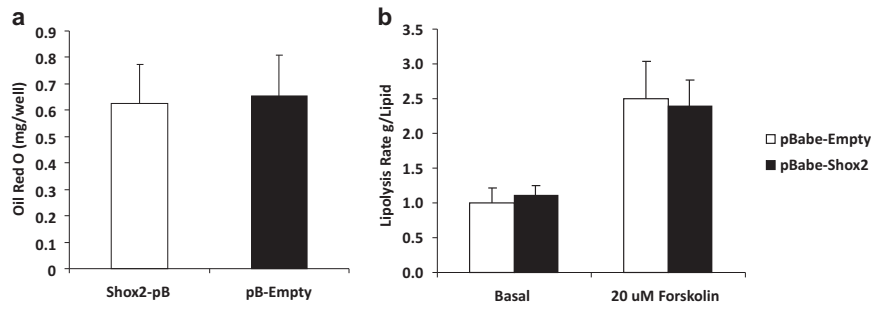 a
Oil Red O (mg/well)
0.9
0.8
0.7
0.6
0.5
0.4
0.3
0.2
0.1
0
Shox2-pB pB-Empty
b
Lipolysis Rate g/Lipid
3.5
3.0
2.5
2.0
1.5
1.0
0.5
0.0
Basal 20 uM Forskolin
pBabe-Empty
pBabe-Shox2